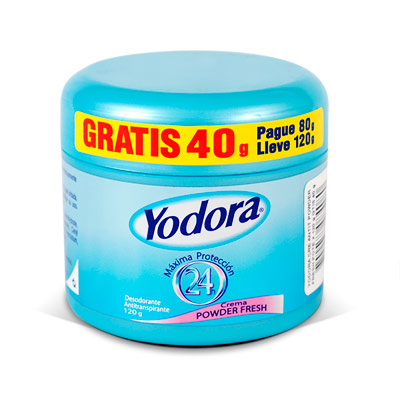 GRATIS 40 g
Pague 80g
Lleve 120g
Yodora®
Máxima Protección
24
Desodorante
Antitranspirante
120 g
Crema
POWDER FRESH